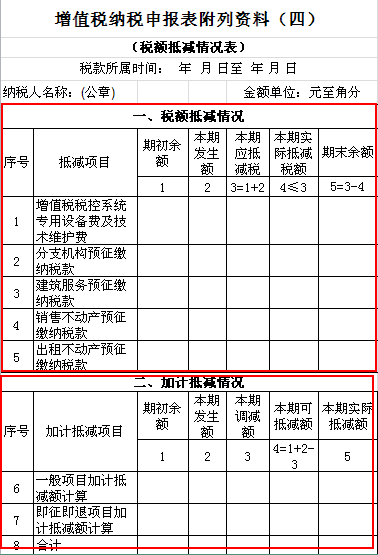 增值税纳税申报表附列资料（四）
（税额抵减情况表）
税款所属时间： 年 月 日至 年 月 日
纳税人名称：(公章) 金额单位：元至角分
一、税额抵减情况
序号 抵减项目 期初余额 本期发生额 本期应抵减税 本期实际抵减税额 期末余额
1 2 3=1+2 4≤3 5=3-4
1 增值税税控系统专用设备费及技术维护费
2 分支机构预征缴纳税款
3 建筑服务预征缴纳税款
4 销售不动产预征缴纳税款
5 出租不动产预征缴纳税款
二、加计抵减情况
序号 加计抵减项目 期初余额 本期发生额 本期调减额 本期可抵减额 本期实际抵减额
1 2 3 4=1+2-3 5
6 一般项目加计抵减额计算
7 即征即退项目加计抵减额计算
8 合计